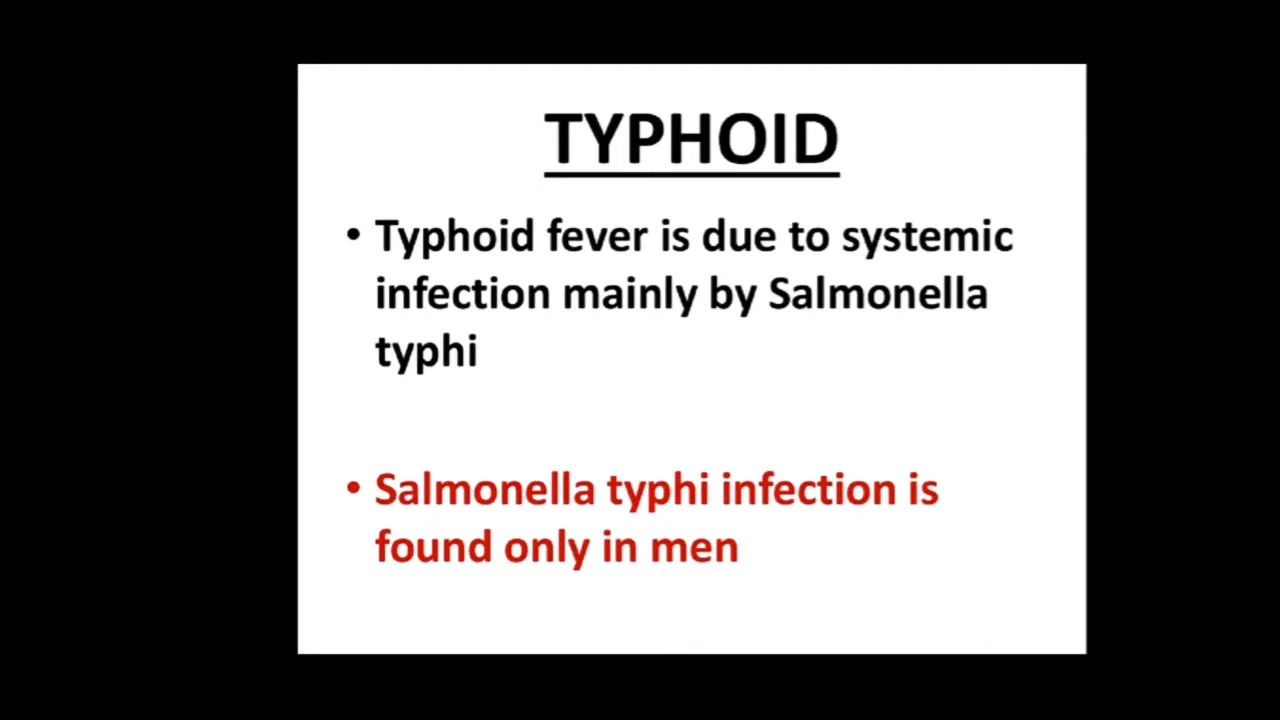 TYPHOID
• Typhoid fever is due to systemic
infection mainly by Salmonella
typhi
• Salmonella typhi infection is
found only in men